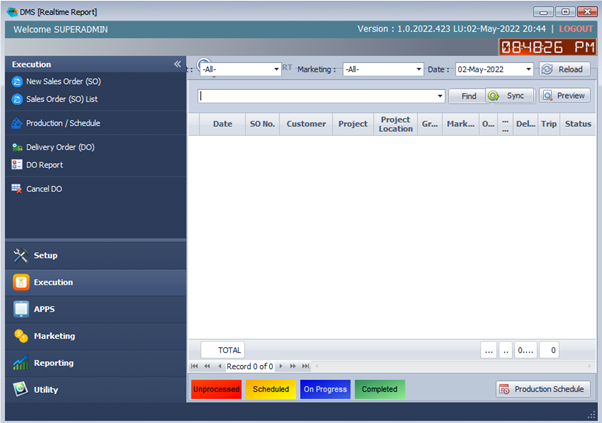 DMS [Realtime Report]
Welcome SUPERADMIN
Version : 1.0.2022.423 LU:02-May-2022 20:44 | LOGOUT
08:48:26 PM
Execution
New Sales Order (SO)
Sales Order (SO) List
Production / Schedule
Delivery Order (DO)
DO Report
Cancel DO
Setup
Execution
APPS
Marketing
Reporting
Utility
: -All- RT Marketing : -All- Date : 02-May-2022 Reload
Find Sync Preview
Date SO No. Customer Project Project Location Gr... Mark... O... ... ... Del... Trip Status
TOTAL ... .. 0.... 0
Record 0 of 0
Unprocessed Scheduled On Progress Completed Production Schedule